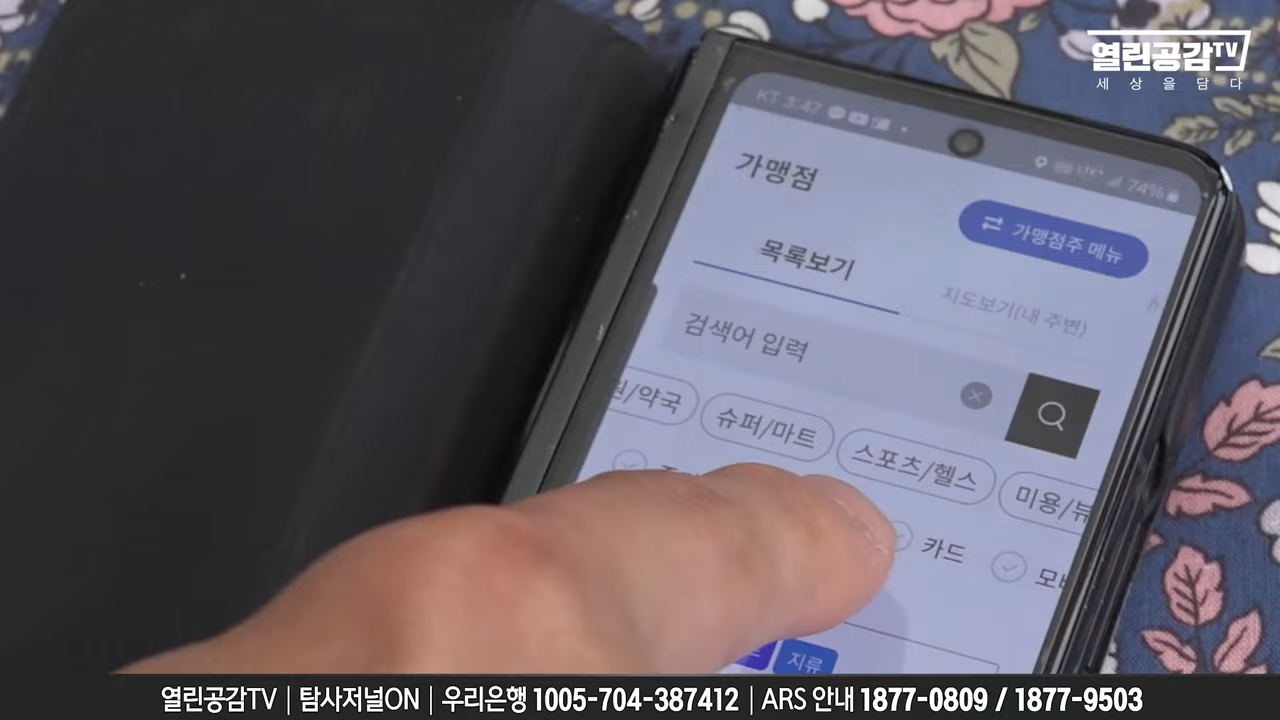 열린공감TV
세상을담다
KT 3:47
LTE+ 74%
가맹점
가맹점주 메뉴
목록보기
지도보기(내 주변)
검색어 입력
원/약국
슈퍼/마트
스포츠/헬스
미용/뷰
카드
모바
지류
열린공감TV | 탐사저널ON | 우리은행 1005-704-387412 | ARS 안내 1877-0809 / 1877-9503